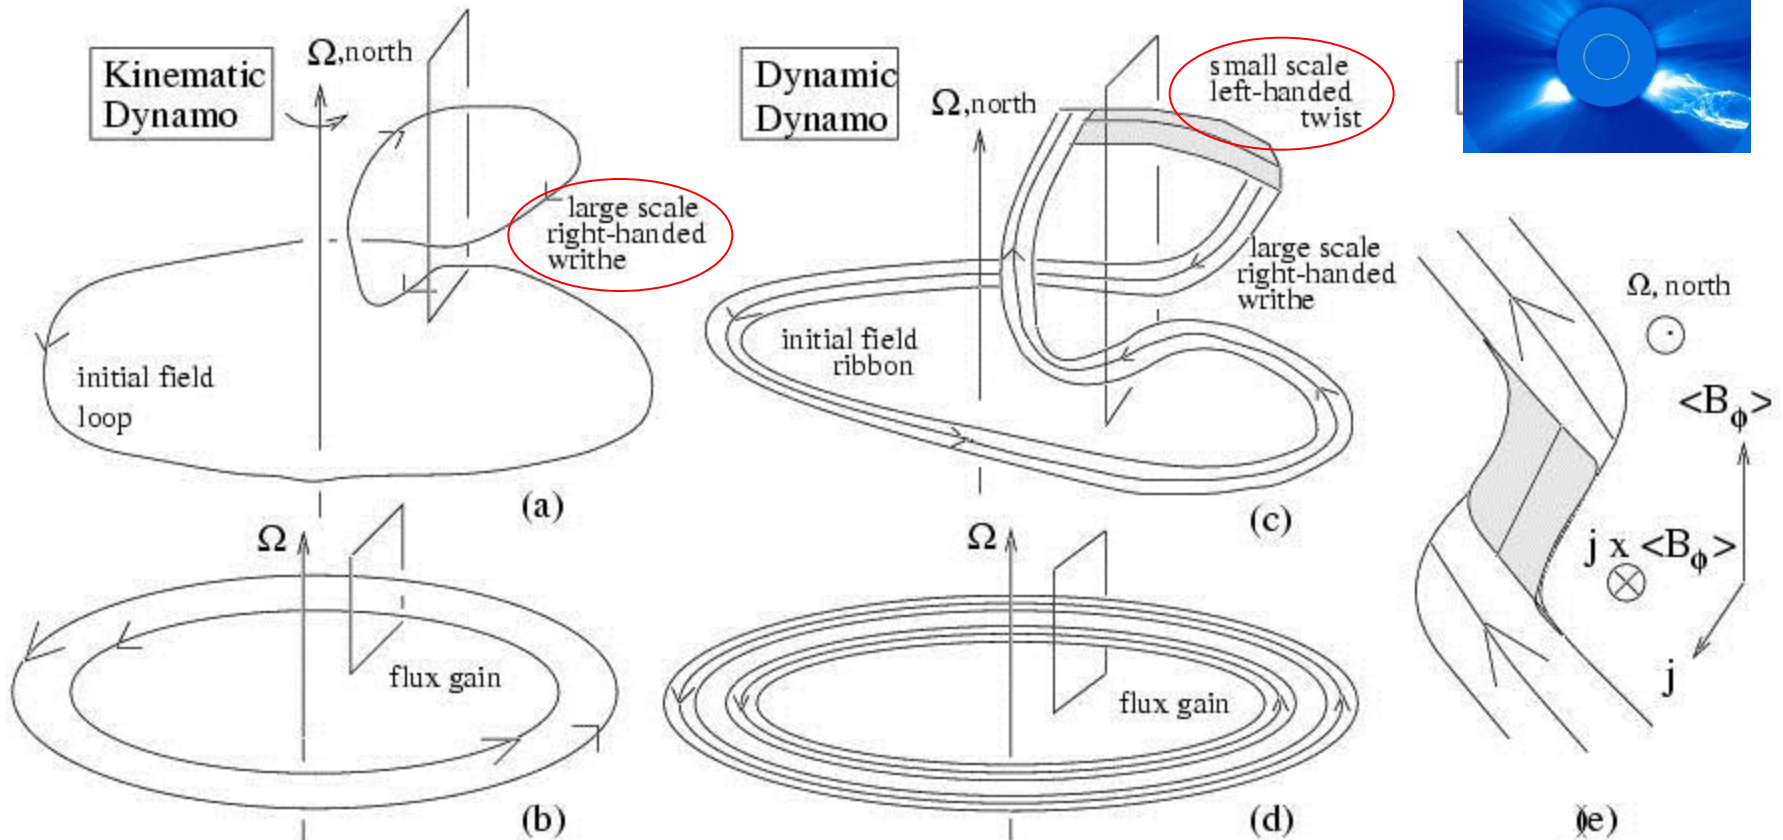 Kinematic
Dynamo
Ω,north
large scale
right-handed
writhe
initial field
loop
(a)
Ω
flux gain
(b)
Dynamic
Dynamo
Ω,north
small scale
left-handed
twist
large scale
right-handed
writhe
initial field
ribbon
(c)
Ω
flux gain
(d)
Ω, north
<Bϕ>
j x <Bϕ>
j
(e)